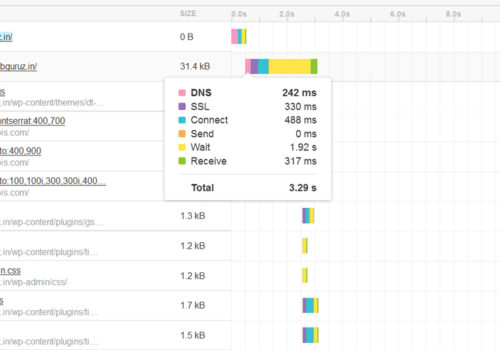 SIZE 0.0s 2.0s 4.0s 6.0s 8.0s
.in/ 0 B
bguruz.in/ 31.4 kB
js
.in/wp-content/themes/dt-...
ontserrat:400,700
ois.com/
to:400,900
ois.com/
to:100,100i,300,300i,400...
ois.com/
DNS 242 ms
SSL 330 ms
Connect 488 ms
Send 0 ms
Wait 1.92 s
Receive 317 ms
Total 3.29 s
1.3 kB
.in/wp-content/plugins/gs...
1.2 kB
.in/wp-content/plugins/ti...
n.css 1.2 kB
.in/wp-admin/css/
s 1.7 kB
.in/wp-content/plugins/ti...
1.5 kB
.in/wp-content/plugins/ti...